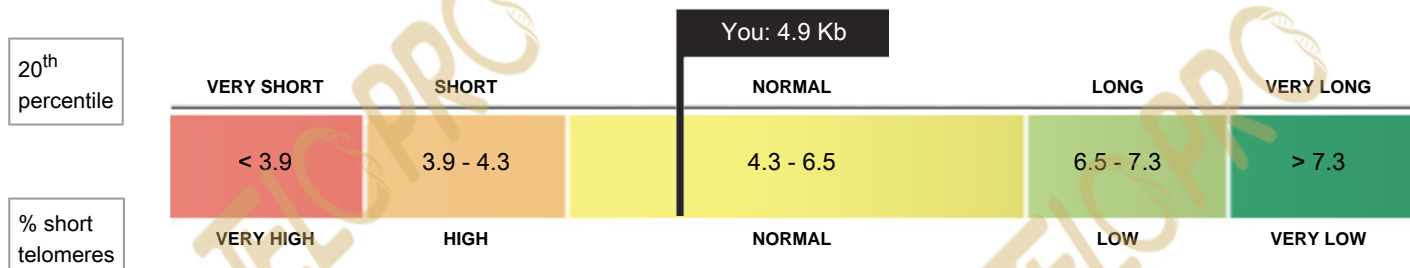 You: 4.9 Kb
20th
percentile
VERY SHORT SHORT NORMAL LONG VERY LONG
< 3.9 3.9 - 4.3 4.3 - 6.5 6.5 - 7.3 > 7.3
% short
telomeres
VERY HIGH HIGH NORMAL LOW VERY LOW
TELOPRO
TELOPRO